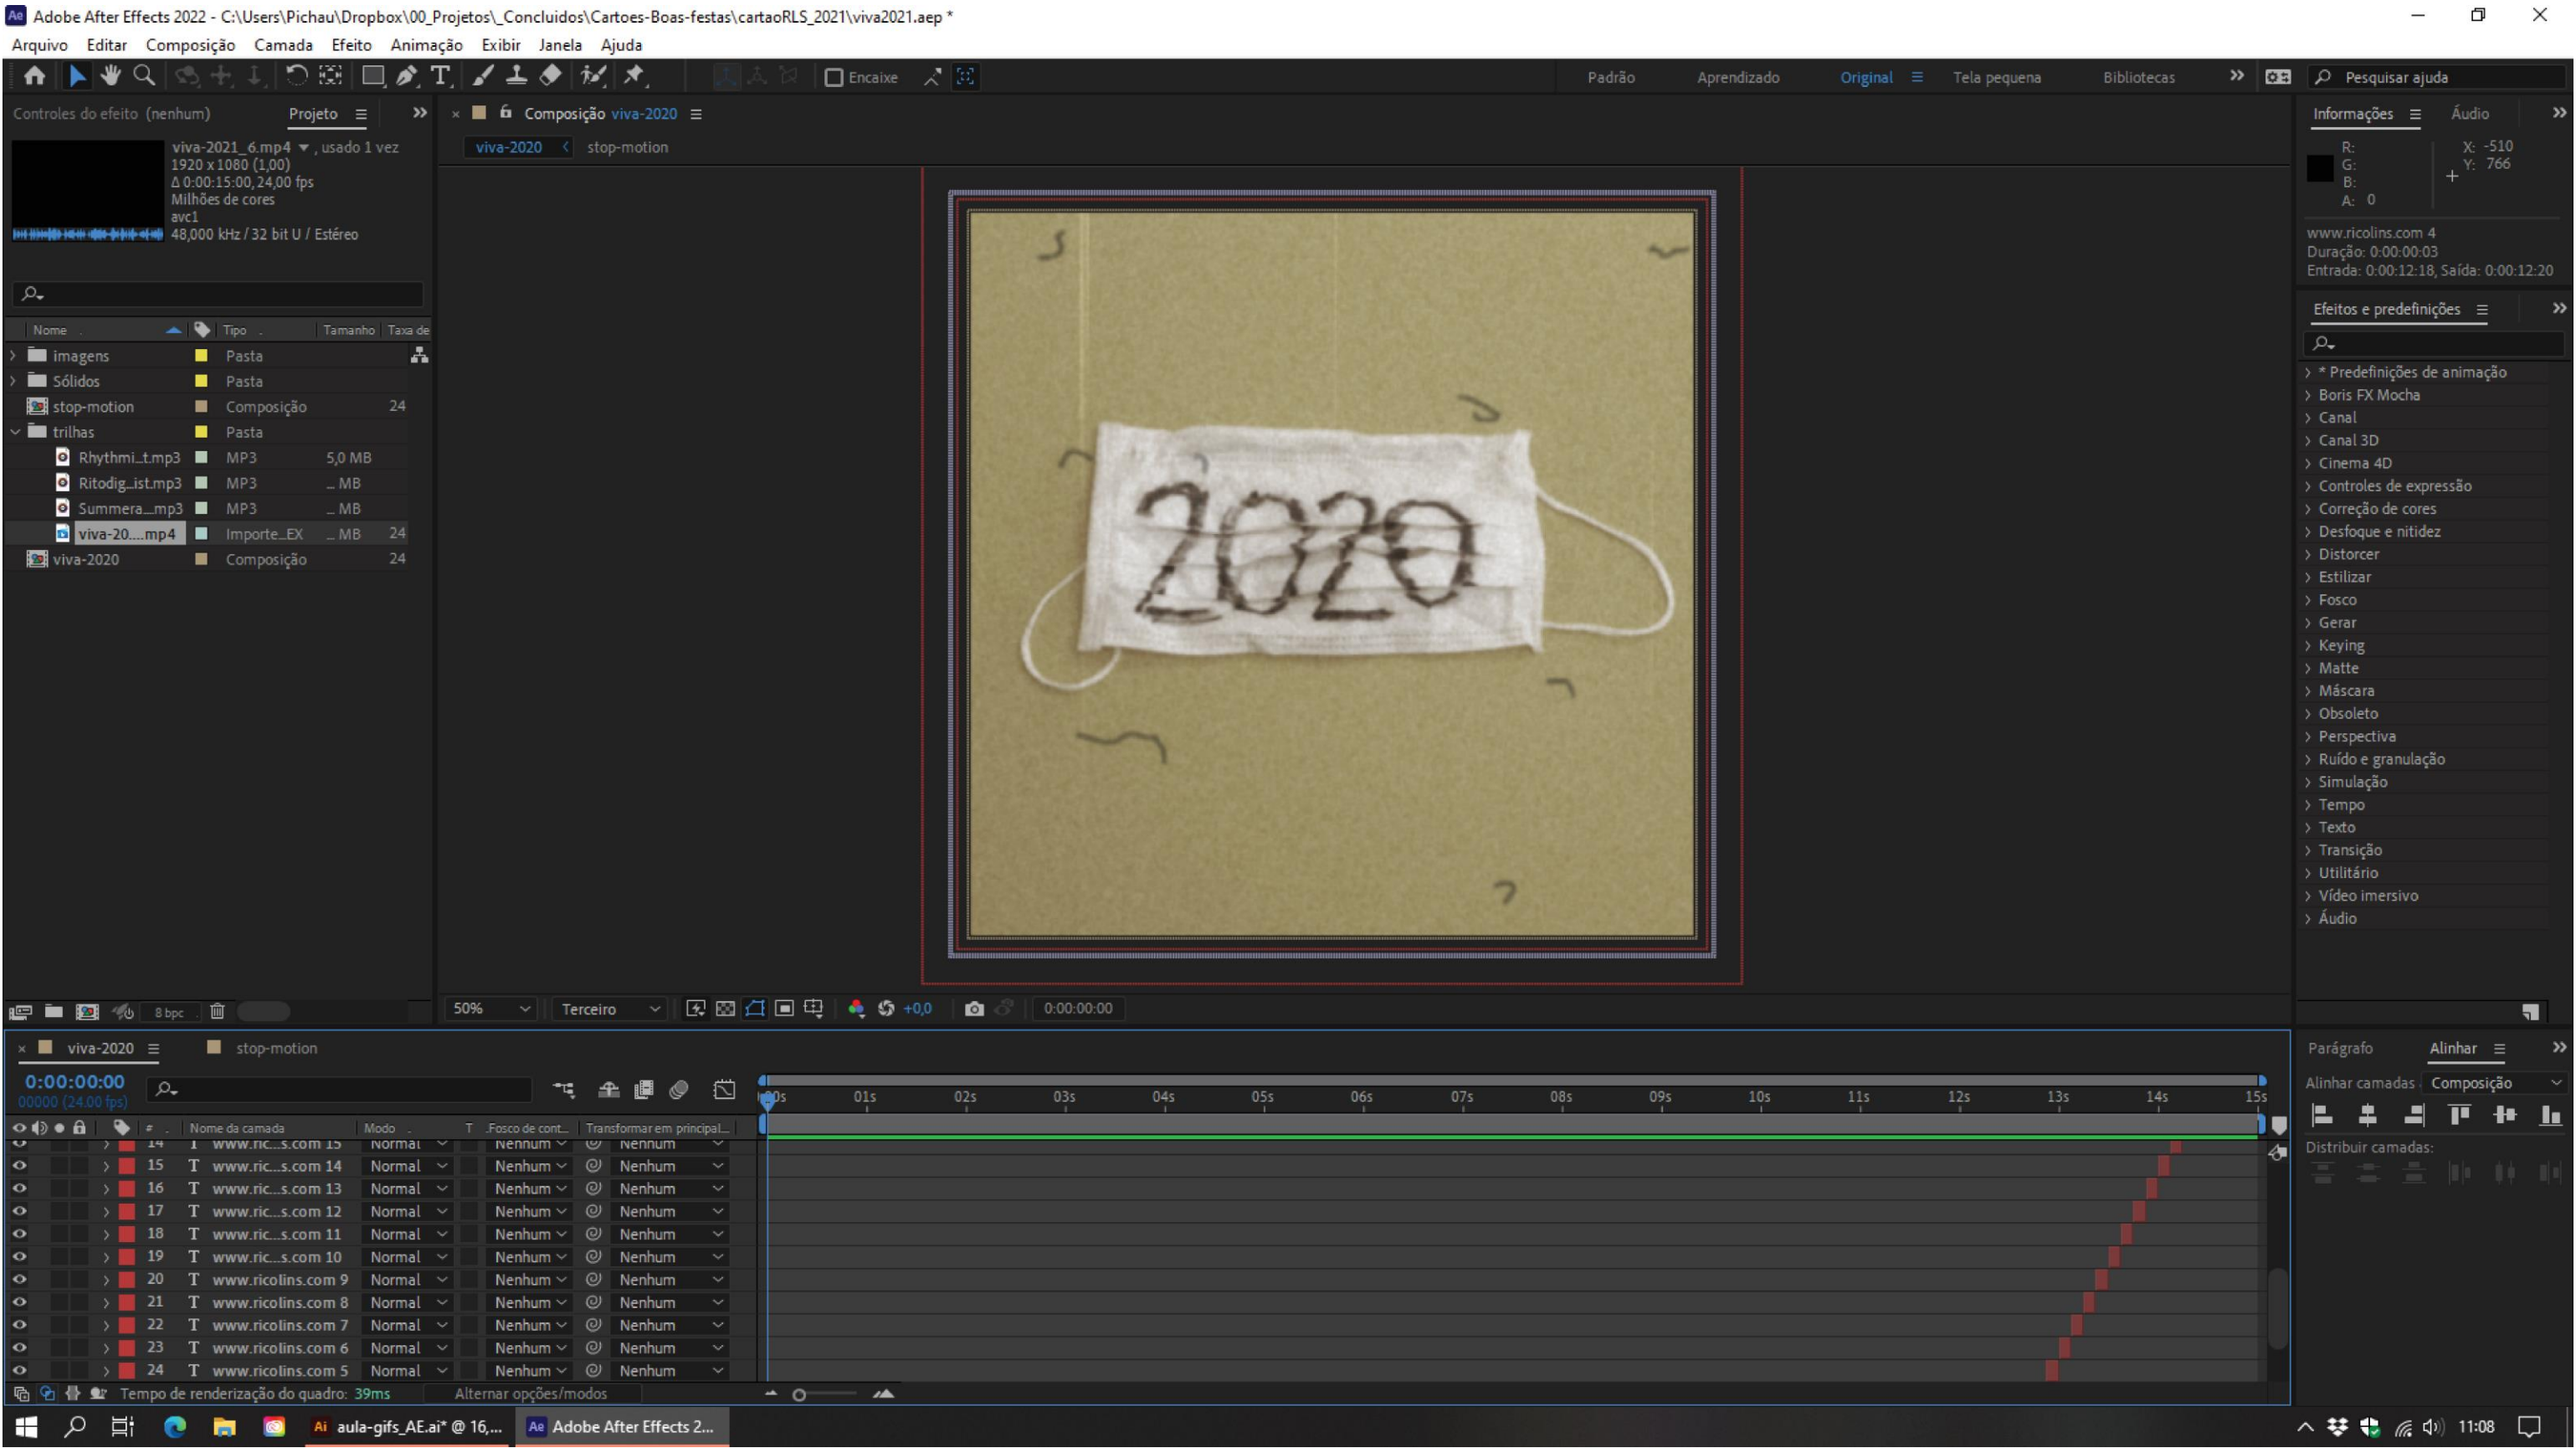 Adobe After Effects 2022 - C:\Users\Pichau\Dropbox\00_Projetos\_Concluidos\Cartoes-Boas-festas\cartaoRLS_2021\viva2021.aep *
Arquivo Editar Composição Camada Efeito Animação Exibir Janela Ajuda
Encaixe Padrão Aprendizado Original Tela pequena Bibliotecas Pesquisar ajuda
Controles do efeito (nenhum) Projeto
viva-2021_6.mp4 , usado 1 vez
1920 x 1080 (1,00)
Δ 0:00:15:00, 24,00 fps
Milhões de cores
avc1
48,000 kHz / 32 bit U / Estéreo
Nome Tipo Tamanho Taxa de
imagens Pasta
Sólidos Pasta
stop-motion Composição 24
trilhas Pasta
Rhythmi...t.mp3 MP3 5,0 MB
Ritodig...ist.mp3 MP3 ... MB
Summera....mp3 MP3 ... MB
viva-20....mp4 Importe...EX ... MB 24
viva-2020 Composição 24
8 bpc
Composição viva-2020
viva-2020 stop-motion
2020
50% Terceiro +0,0 0:00:00:00
Informações Áudio
R: X: -510
G: Y: 766
B:
A: 0
www.ricolins.com 4
Duração: 0:00:00:03
Entrada: 0:00:12:18, Saída: 0:00:12:20
Efeitos e predefinições
* Predefinições de animação
Boris FX Mocha
Canal
Canal 3D
Cinema 4D
Controles de expressão
Correção de cores
Desfoque e nitidez
Distorcer
Estilizar
Fosco
Gerar
Keying
Matte
Máscara
Obsoleto
Perspectiva
Ruído e granulação
Simulação
Tempo
Texto
Transição
Utilitário
Vídeo imersivo
Áudio
viva-2020 stop-motion
0:00:00:00
00000 (24.00 fps)
01s 02s 03s 04s 05s 06s 07s 08s 09s 10s 11s 12s 13s 14s 15s
# Nome da camada Modo T .Fosco de cont... Transformar em principal...
14 T www.ric...s.com 15 Normal Nenhum Nenhum
15 T www.ric...s.com 14 Normal Nenhum Nenhum
16 T www.ric...s.com 13 Normal Nenhum Nenhum
17 T www.ric...s.com 12 Normal Nenhum Nenhum
18 T www.ric...s.com 11 Normal Nenhum Nenhum
19 T www.ric...s.com 10 Normal Nenhum Nenhum
20 T www.ricolins.com 9 Normal Nenhum Nenhum
21 T www.ricolins.com 8 Normal Nenhum Nenhum
22 T www.ricolins.com 7 Normal Nenhum Nenhum
23 T www.ricolins.com 6 Normal Nenhum Nenhum
24 T www.ricolins.com 5 Normal Nenhum Nenhum
Tempo de renderização do quadro: 39ms Alternar opções/modos
Parágrafo Alinhar
Alinhar camadas Composição
Distribuir camadas:
Ai aula-gifs_AE.ai* @ 16,... Ae Adobe After Effects 2... 11:08